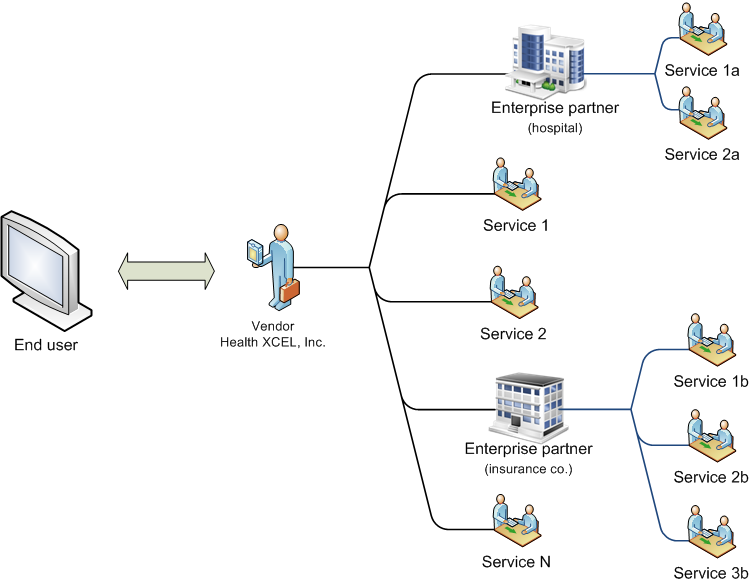 Service 1a
Enterprise partner
(hospital)
Service 2a
Service 1
End user
Vendor
Health XCEL, Inc.
Service 2
Service 1b
Enterprise partner
(insurance co.)
Service 2b
Service N
Service 3b